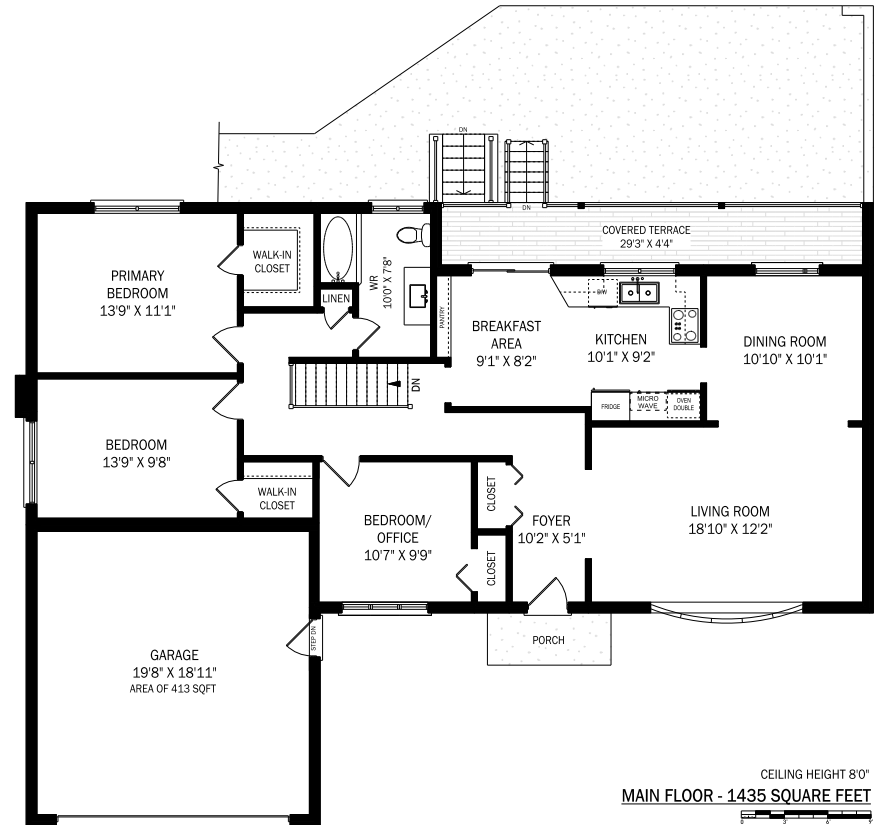 DN
DN
COVERED TERRACE
29'3" X 4'4"
WALK-IN
CLOSET
WR
10'0" X 7'8"
LINEN
PRIMARY
BEDROOM
13'9" X 11'1"
PANTRY
D/W
BREAKFAST
AREA
9'1" X 8'2"
KITCHEN
10'1" X 9'2"
DINING ROOM
10'10" X 10'1"
DN
FRIDGE
MICRO
WAVE
OVEN
DOUBLE
BEDROOM
13'9" X 9'8"
WALK-IN
CLOSET
BEDROOM/
OFFICE
10'7" X 9'9"
CLOSET
CLOSET
FOYER
10'2" X 5'1"
LIVING ROOM
18'10" X 12'2"
STEP DN
PORCH
GARAGE
19'8" X 18'11"
AREA OF 413 SQFT
CEILING HEIGHT 8'0"
MAIN FLOOR - 1435 SQUARE FEET
0 3' 6' 9'